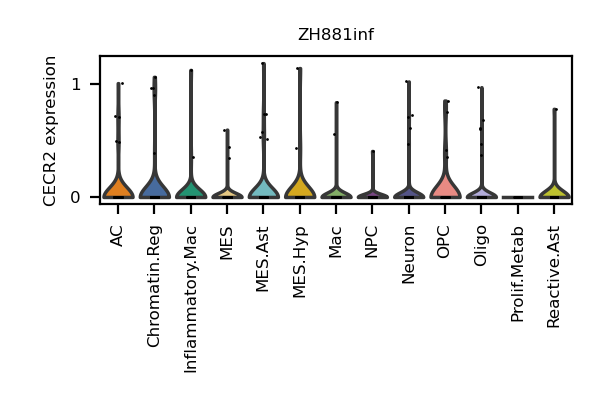 ZH881inf
CECR2 expression
1
0
AC
Chromatin.Reg
Inflammatory.Mac
MES
MES.Ast
MES.Hyp
Mac
NPC
Neuron
OPC
Oligo
Prolif.Metab
Reactive.Ast